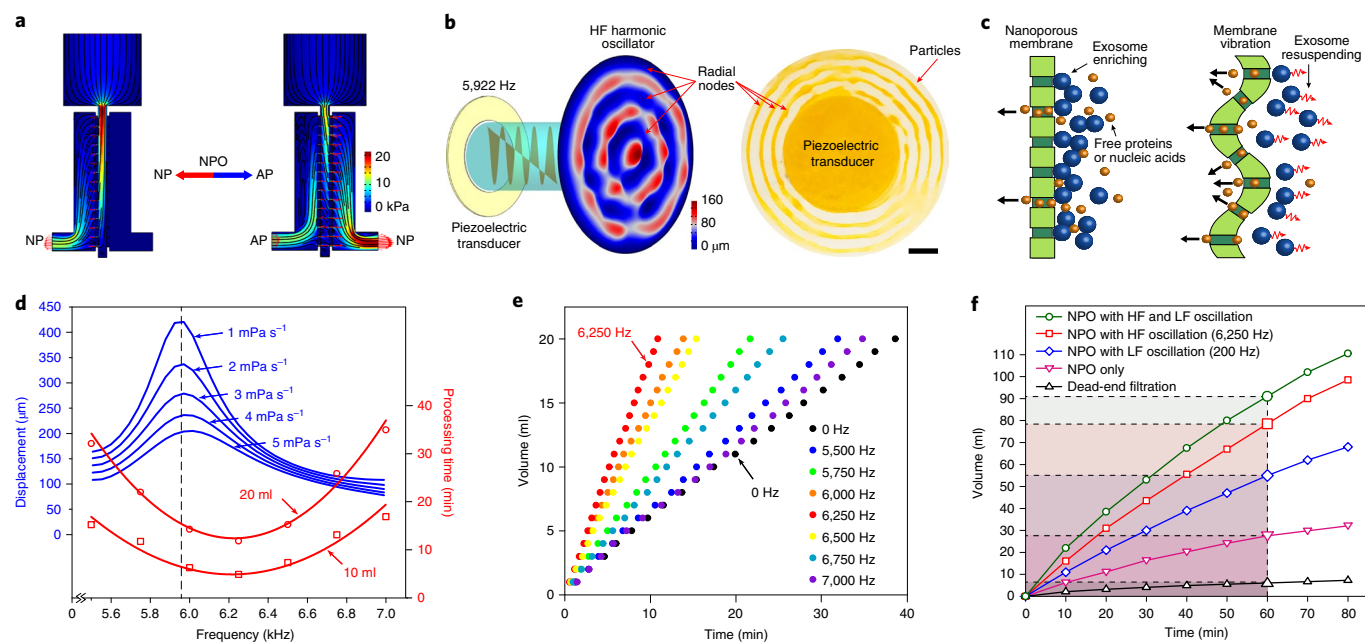 a
NPO
NP
AP
20
10
0 kPa
NP
AP
NP
b
HF harmonic
oscillator
Particles
Radial
nodes
5,922 Hz
Piezoelectric
transducer
Piezoelectric
transducer
160
80
0 μm
c
Nanoporous
membrane
Exosome
enriching
Membrane
vibration
Exosome
resuspending
Free proteins
or nucleic acids
d
450
400
350
300
250
200
150
100
50
0
Displacement (μm)
1 mPa s⁻¹
2 mPa s⁻¹
3 mPa s⁻¹
4 mPa s⁻¹
5 mPa s⁻¹
20 ml
10 ml
40
30
20
10
0
Processing time (min)
0 5.6 5.8 6.0 6.2 6.4 6.6 6.8 7.0
Frequency (kHz)
e
20
15
10
5
0
Volume (ml)
6,250 Hz
0 Hz
0 Hz
5,500 Hz
5,750 Hz
6,000 Hz
6,250 Hz
6,500 Hz
6,750 Hz
7,000 Hz
0 10 20 30 40
Time (min)
f
NPO with HF and LF oscillation
NPO with HF oscillation (6,250 Hz)
NPO with LF oscillation (200 Hz)
NPO only
Dead-end filtration
110
100
90
80
70
60
50
40
30
20
10
0
Volume (ml)
0 10 20 30 40 50 60 70 80
Time (min)